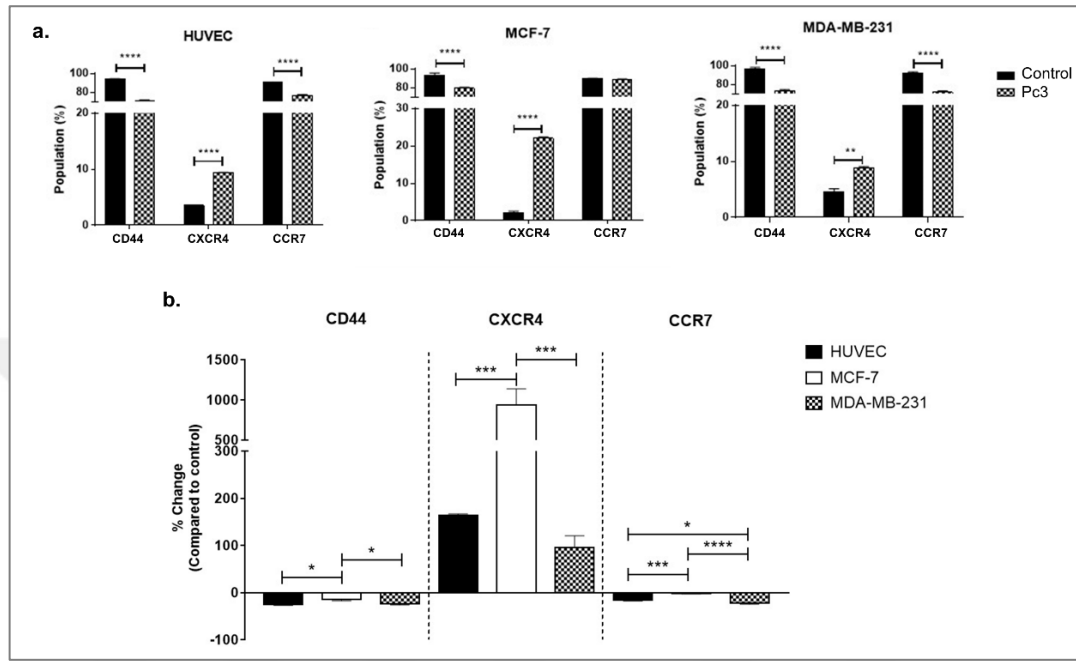 a.
HUVEC
Population (%)
100
80
20
10
0
****
****
****
CD44
CXCR4
CCR7
MCF-7
Population (%)
100
80
60
30
20
10
0
****
****
CD44
CXCR4
CCR7
MDA-MB-231
Population (%)
100
80
20
10
0
****
**
****
CD44
CXCR4
CCR7
Control
Pc3
b.
CD44
CXCR4
CCR7
% Change
(Compared to control)
1500
1000
500
300
200
100
0
-100
*
*
***
***
*
****
***
HUVEC
MCF-7
MDA-MB-231